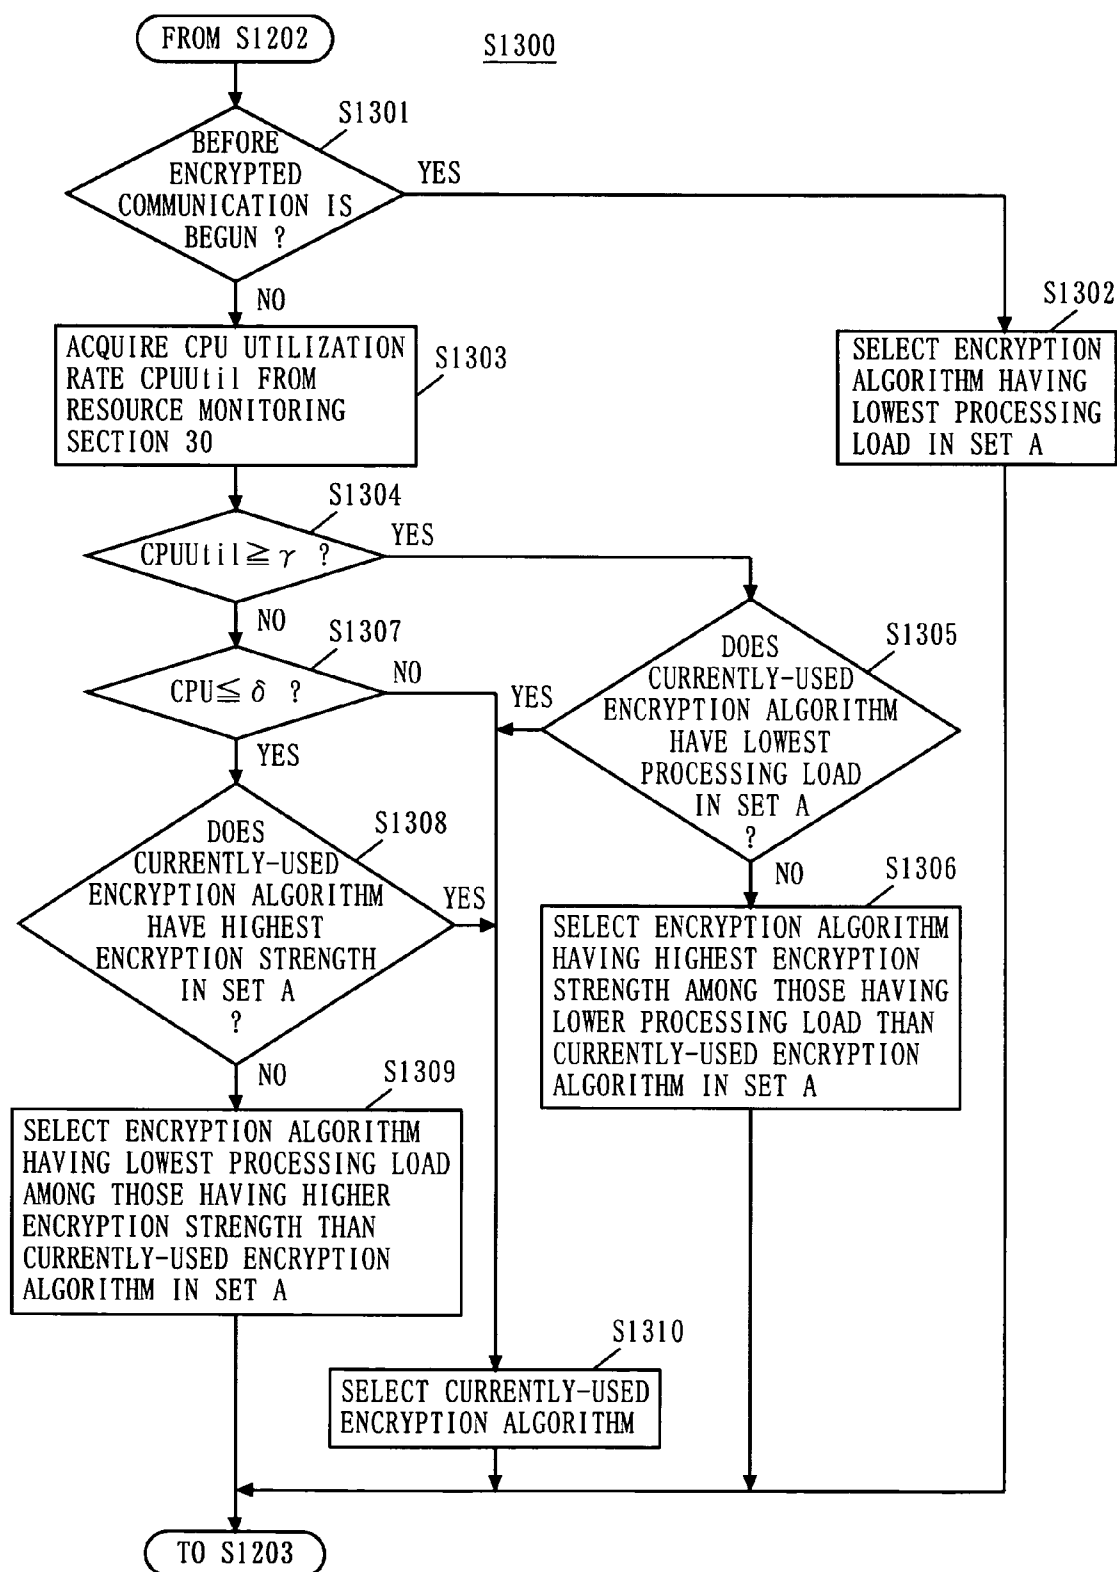 FROM S1202
S1300
S1301
BEFORE
ENCRYPTED
COMMUNICATION IS
BEGUN ?
YES
NO
S1302
SELECT ENCRYPTION
ALGORITHM HAVING
LOWEST PROCESSING
LOAD IN SET A
S1303
ACQUIRE CPU UTILIZATION
RATE CPUUtil FROM
RESOURCE MONITORING
SECTION 30
S1304
CPUUtil≧γ ?
YES
NO
S1305
DOES
CURRENTLY-USED
ENCRYPTION ALGORITHM
HAVE LOWEST
PROCESSING LOAD
IN SET A
?
YES
NO
S1306
SELECT ENCRYPTION ALGORITHM
HAVING HIGHEST ENCRYPTION
STRENGTH AMONG THOSE HAVING
LOWER PROCESSING LOAD THAN
CURRENTLY-USED ENCRYPTION
ALGORITHM IN SET A
S1307
CPU≦δ ?
NO
YES
S1308
DOES
CURRENTLY-USED
ENCRYPTION ALGORITHM
HAVE HIGHEST
ENCRYPTION STRENGTH
IN SET A
?
YES
NO
S1309
SELECT ENCRYPTION ALGORITHM
HAVING LOWEST PROCESSING LOAD
AMONG THOSE HAVING HIGHER
ENCRYPTION STRENGTH THAN
CURRENTLY-USED ENCRYPTION
ALGORITHM IN SET A
S1310
SELECT CURRENTLY-USED
ENCRYPTION ALGORITHM
TO S1203